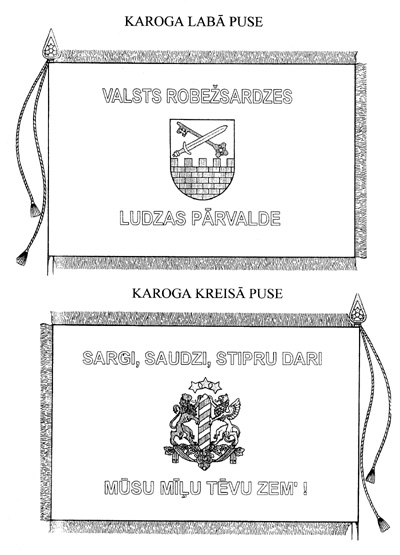 KAROGA LABĀ PUSE
VALSTS ROBEŽSARDZES
LUDZAS PĀRVALDE
KAROGA KREISĀ PUSE
SARGI, SAUDZI, STIPRU DARI
MŪSU MĪĻU TĒVU ZEM' !